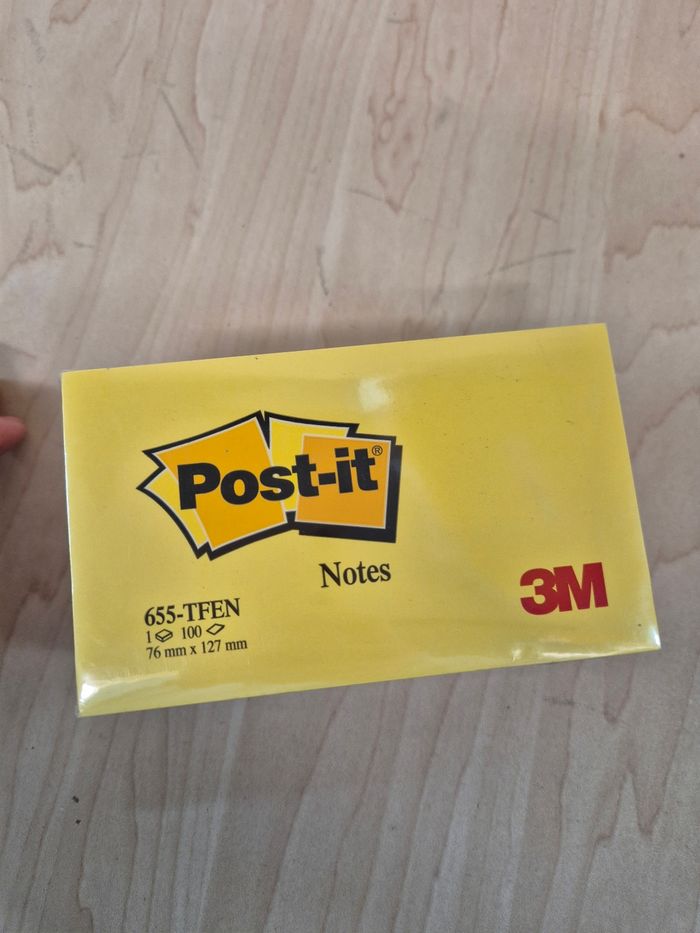 Post-it®
Notes
3M
655-TFEN
1 100
76 mm x 127 mm